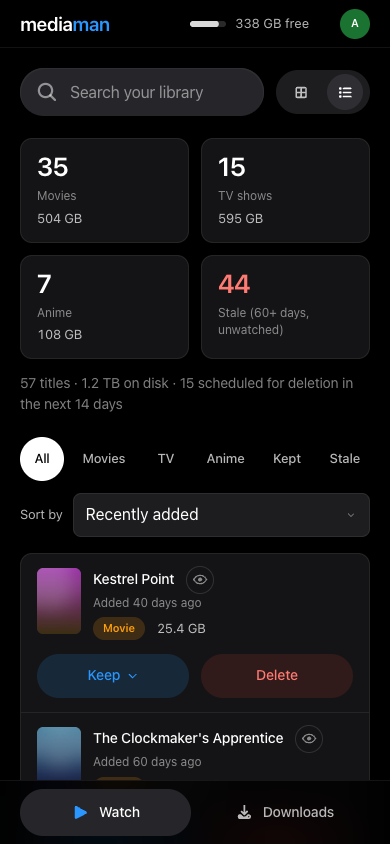 mediaman
338 GB free
A
Search your library
35
Movies
504 GB
15
TV shows
595 GB
7
Anime
108 GB
44
Stale (60+ days,
unwatched)
57 titles · 1.2 TB on disk · 15 scheduled for deletion in
the next 14 days
All Movies TV Anime Kept Stale
Sort by Recently added
Kestrel Point
Added 40 days ago
Movie 25.4 GB
Keep Delete
The Clockmaker's Apprentice
Added 60 days ago
Watch Downloads